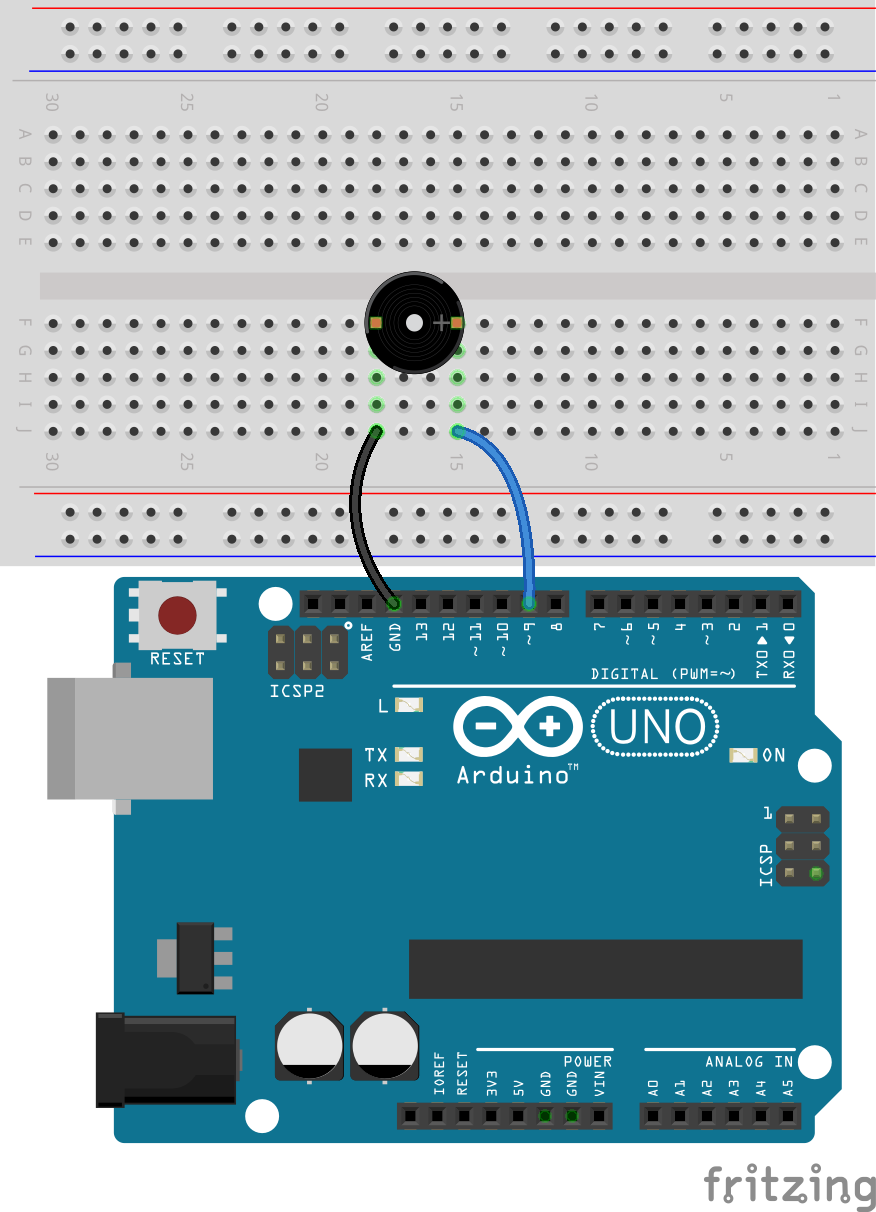 30 25 20 15 10 5 1
A A
B B
C C
D D
E E
F F
G G
H H
I I
J J
30 25 20 15 10 5 1
+
RESET
AREF
GND
13
12
~11
~10
~9
8
7
~6
~5
4
~3
2
TX0▶1
RX0◀0
ICSP2
DIGITAL (PWM=~)
L
TX
RX
Arduino™
UNO
ON
1
ICSP
IOREF
RESET
3V3
5V
GND
GND
VIN
POWER
ANALOG IN
A0
A1
A2
A3
A4
A5
fritzing